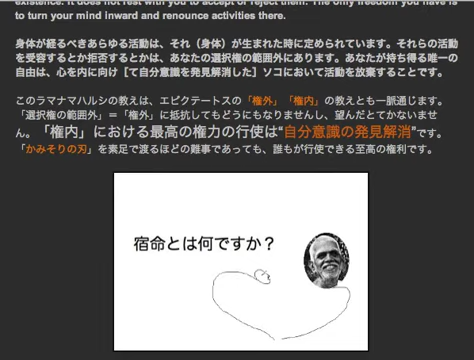 existence. It does not rest with you to accept or reject them. The only freedom you have is
to turn your mind inward and renounce activities there.
身体が経るべきあらゆる活動は、それ（身体）が生まれた時に定められています。それらの活動
を受容するとか拒否するとかは、あなたの選択権の範囲外にあります。あなたが持ち得る唯一の
自由は、心を内に向け【て自分意識を発見解消した】ソコにおいて活動を放棄することです。
このラマナマハルシの教えは、エピクテートスの「権外」「権内」の教えとも一脈通じます。
「選択権の範囲外」＝「権外」に抵抗してもどうにもなりませんし、望んだとてかないませ
ん。「権内」における最高の権力の行使は“自分意識の発見解消”です。
「かみそりの刃」を素足で渡るほどの難事であっても、誰もが行使できる至高の権利です。
宿命とは何ですか？